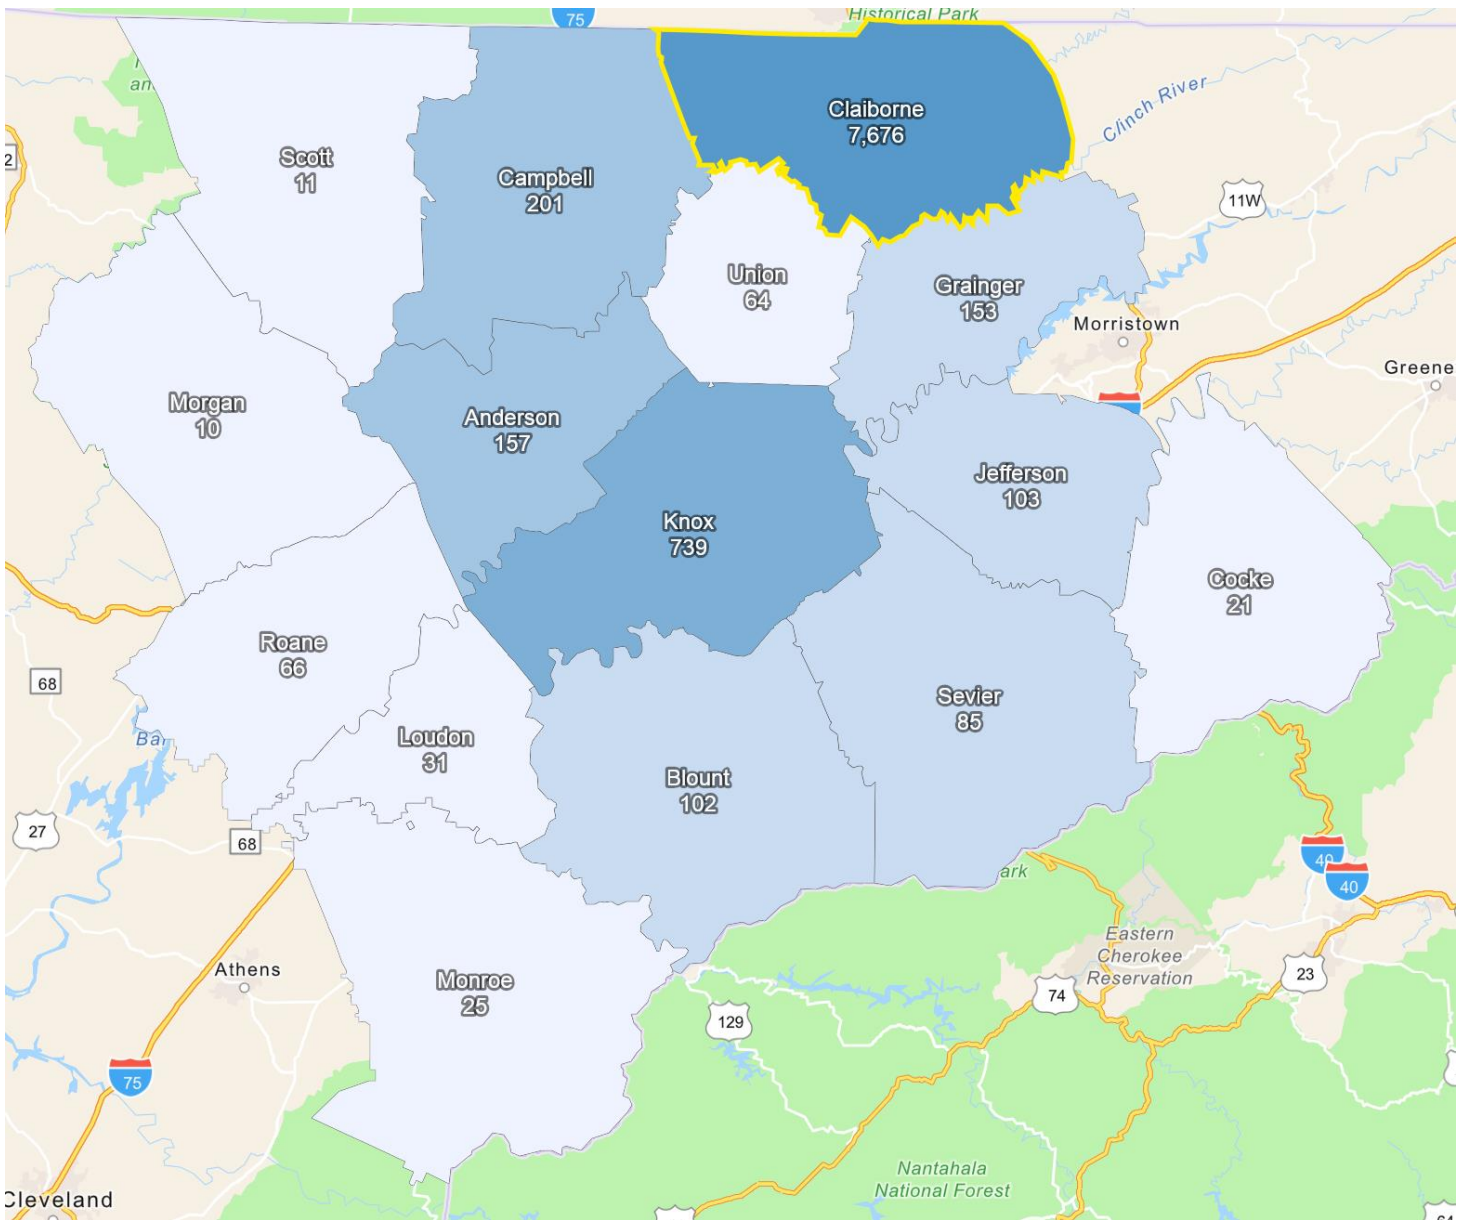 75
Historical Park
an
Claiborne
7,676
Clinch River
2
Scott
11
Campbell
201
11W
Union
64
Grainger
153
Morristown
Greene
Morgan
10
Anderson
157
Jefferson
103
Knox
739
Cocke
21
Roane
66
68
Sevier
85
Loudon
31
Blount
102
27
68
40
40
ark
Eastern
Cherokee
Reservation
Athens
Monroe
25
74
23
129
75
Nantahala
National Forest
Cleveland